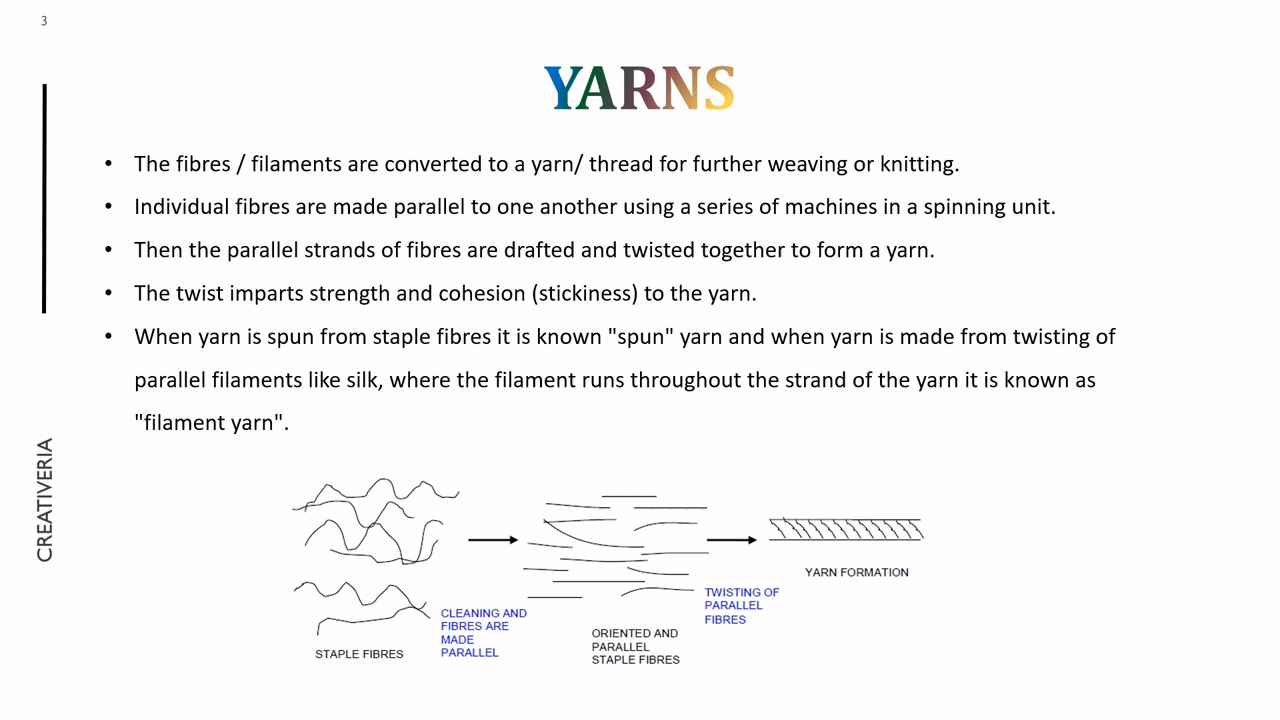 3
YARNS
• The fibres / filaments are converted to a yarn/ thread for further weaving or knitting.
• Individual fibres are made parallel to one another using a series of machines in a spinning unit.
• Then the parallel strands of fibres are drafted and twisted together to form a yarn.
• The twist imparts strength and cohesion (stickiness) to the yarn.
• When yarn is spun from staple fibres it is known "spun" yarn and when yarn is made from twisting of
parallel filaments like silk, where the filament runs throughout the strand of the yarn it is known as
"filament yarn".
CREATIVERIA
STAPLE FIBRES
CLEANING AND
FIBRES ARE
MADE
PARALLEL
ORIENTED AND
PARALLEL
STAPLE FIBRES
TWISTING OF
PARALLEL
FIBRES
YARN FORMATION